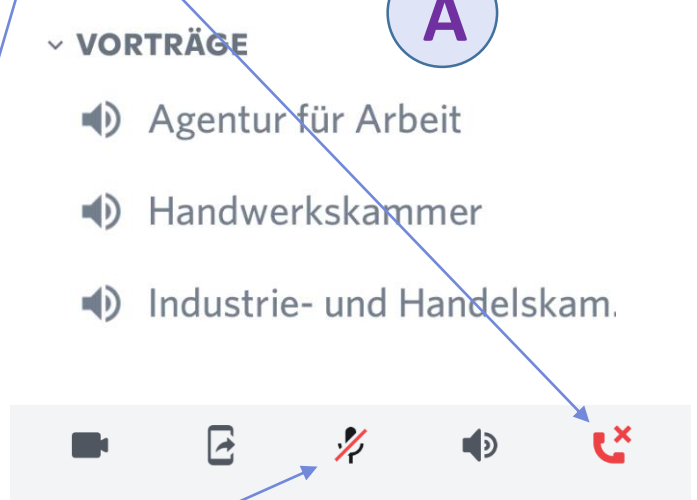 A
VORTRÄGE
Agentur für Arbeit
Handwerkskammer
Industrie- und Handelskam.